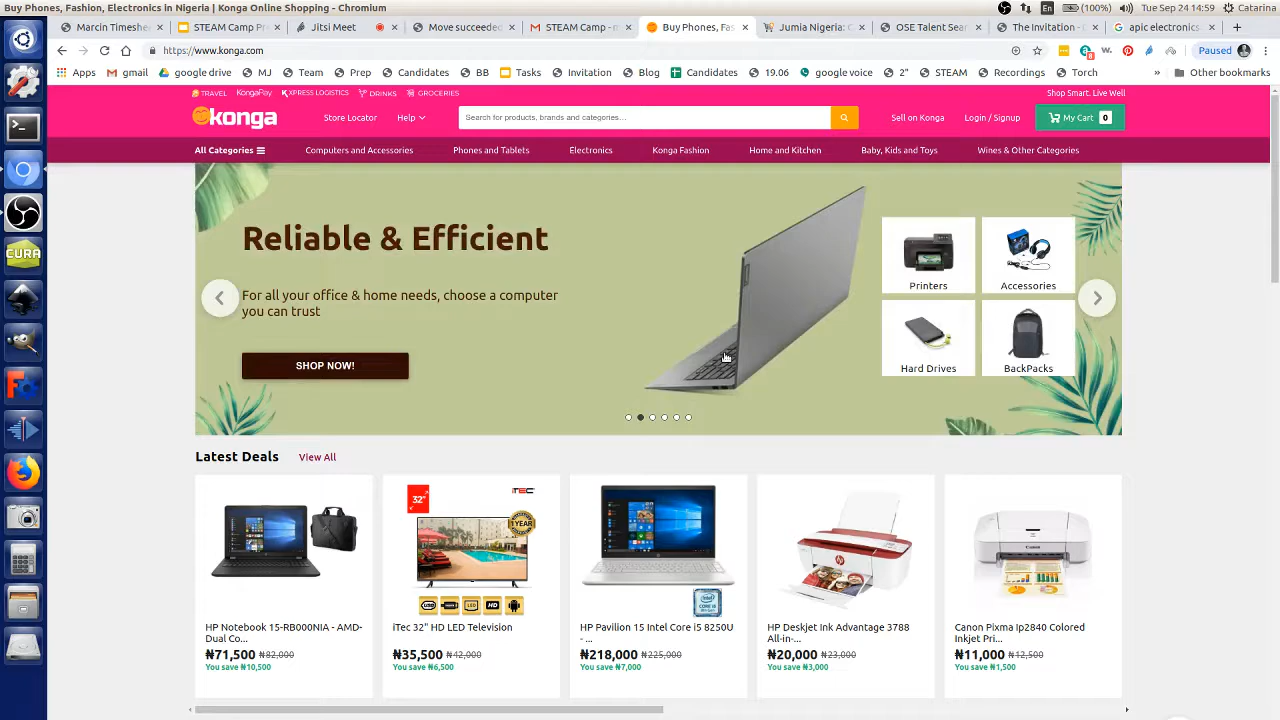 Buy Phones, Fashion, Electronics in Nigeria | Konga Online Shopping - Chromium
En (100%) Tue Sep 24 14:59 Catarina
Marcin Timeshee
STEAM Camp Pr
Jitsi Meet
Move succeeded
STEAM Camp - m
Buy Phones, Fas
Jumia Nigeria: O
OSE Talent Sear
The Invitation -
apic electronics
https://www.konga.com
Paused
Apps gmail google drive MJ Team Prep Candidates BB Tasks Invitation Blog Candidates 19.06 google voice 2" STEAM Recordings Torch » Other bookmarks
TRAVEL KongaPay XPRESS LOGISTICS DRINKS GROCERIES
Shop Smart. Live Well
konga
Store Locator Help
Search for products, brands and categories...
Sell on Konga Login / Signup My Cart 0
All Categories Computers and Accessories Phones and Tablets Electronics Konga Fashion Home and Kitchen Baby, Kids and Toys Wines & Other Categories
Reliable & Efficient
For all your office & home needs, choose a computer
you can trust
SHOP NOW!
Printers
Accessories
Hard Drives
BackPacks
Latest Deals View All
32"
iTEC
1 YEAR
LED
HD
HP Notebook 15-RB000NIA - AMD-
Dual Co...
₦71,500 ₦82,000
You save ₦10,500
iTec 32" HD LED Television
₦35,500 ₦42,000
You save ₦6,500
HP Pavilion 15 Intel Core i5 8250U
- ...
₦218,000 ₦225,000
You save ₦7,000
HP Deskjet Ink Advantage 3788
All-in-...
₦20,000 ₦23,000
You save ₦3,000
Canon Pixma Ip2840 Colored
Inkjet Pri...
₦11,000 ₦12,500
You save ₦1,500
CURA